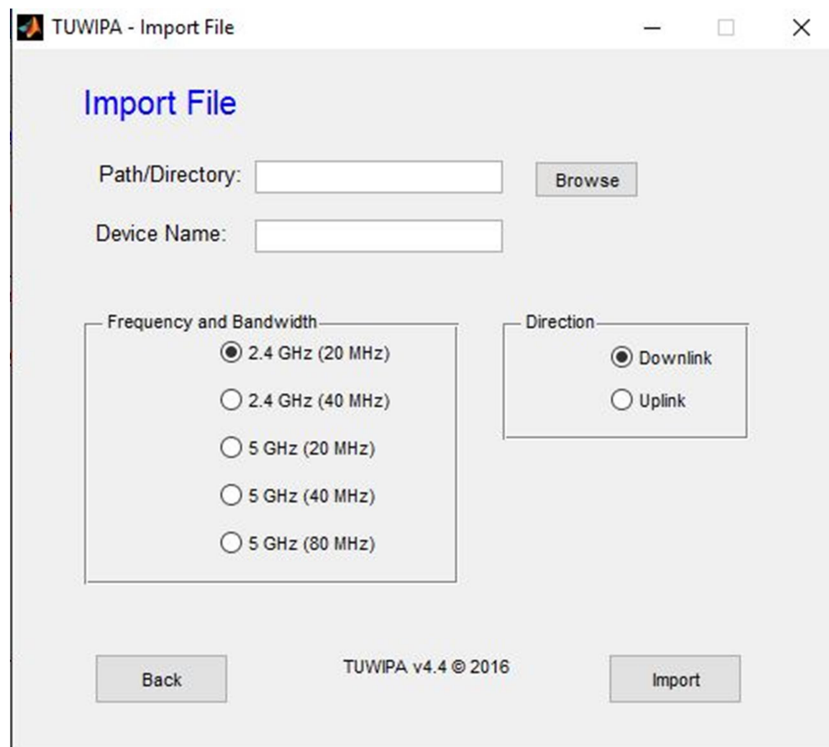 TUWIPA - Import File
Import File
Path/Directory:
Browse
Device Name:
Frequency and Bandwidth
2.4 GHz (20 MHz)
2.4 GHz (40 MHz)
5 GHz (20 MHz)
5 GHz (40 MHz)
5 GHz (80 MHz)
Direction
Downlink
Uplink
Back
TUWIPA v4.4 © 2016
Import